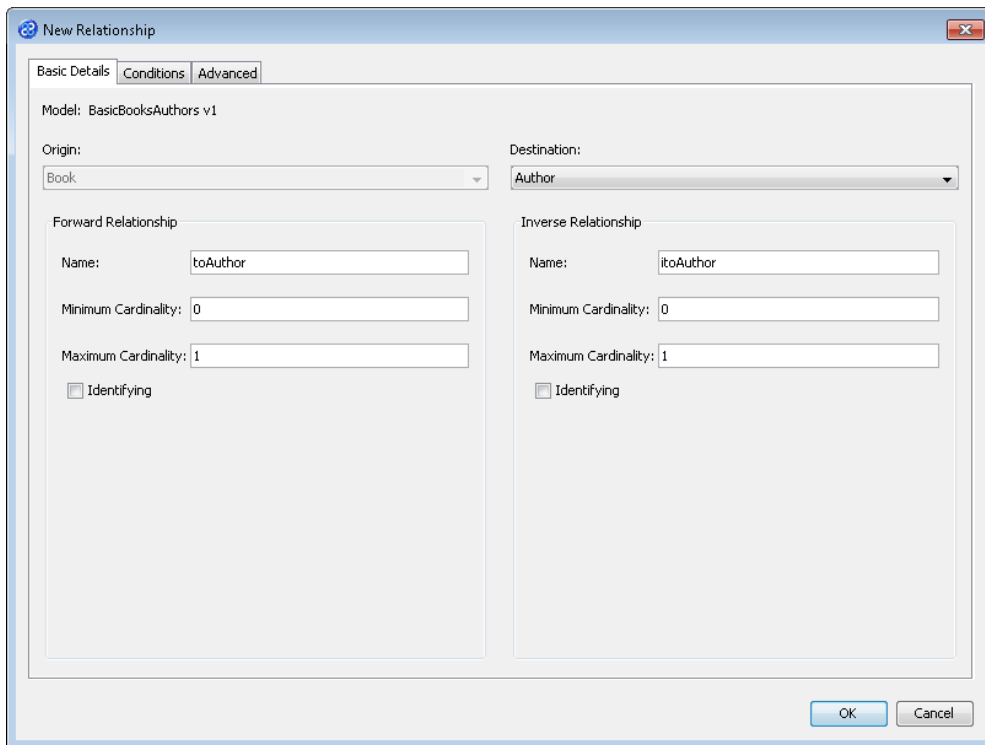 New Relationship
Basic Details Conditions Advanced
Model: BasicBooksAuthors v1
Origin: Destination:
Book Author
Forward Relationship Inverse Relationship
Name: toAuthor Name: itoAuthor
Minimum Cardinality: 0 Minimum Cardinality: 0
Maximum Cardinality: 1 Maximum Cardinality: 1
Identifying Identifying
OK Cancel